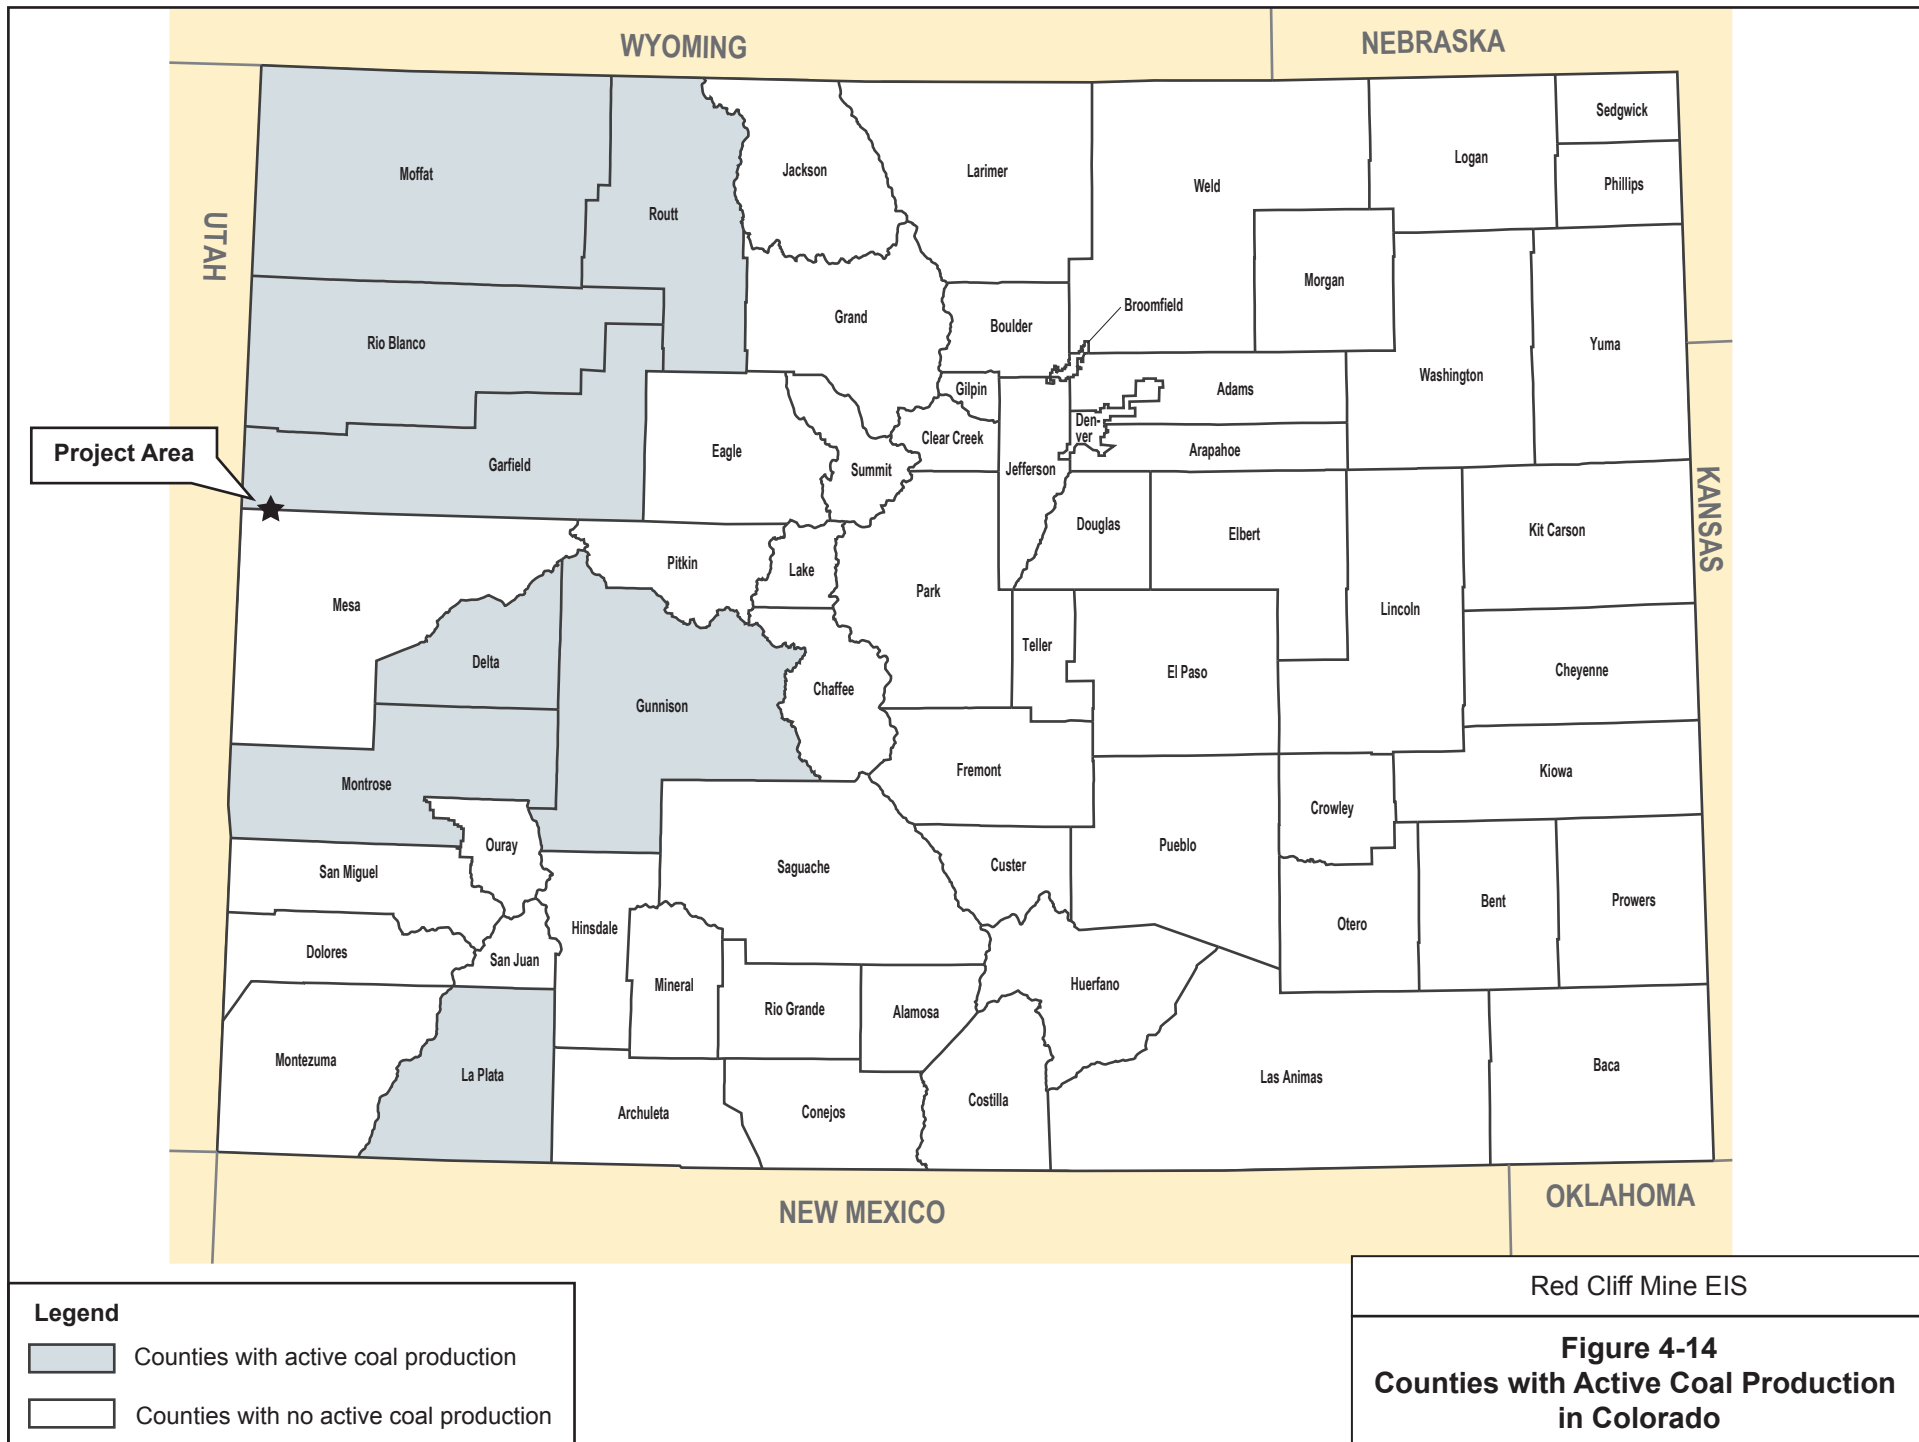 WYOMING
NEBRASKA
Sedgwick
Logan
Jackson
Larimer
Moffat
Phillips
Weld
Routt
UTAH
Morgan
Broomfield
Grand
Boulder
Rio Blanco
Yuma
Washington
Gilpin
Adams
Den-
ver
Clear Creek
Project Area
Eagle
Arapahoe
Garfield
Summit
Jefferson
KANSAS
Douglas
Elbert
Kit Carson
Pitkin
Lake
Park
Mesa
Lincoln
Teller
Delta
El Paso
Cheyenne
Chaffee
Gunnison
Fremont
Kiowa
Montrose
Crowley
Ouray
Pueblo
Custer
Saguache
San Miguel
Bent
Prowers
Otero
Hinsdale
Dolores
San Juan
Mineral
Huerfano
Rio Grande
Alamosa
Montezuma
La Plata
Las Animas
Baca
Costilla
Archuleta
Conejos
OKLAHOMA
NEW MEXICO
Legend
Counties with active coal production
Counties with no active coal production
Red Cliff Mine EIS
Figure 4-14
Counties with Active Coal Production
in Colorado